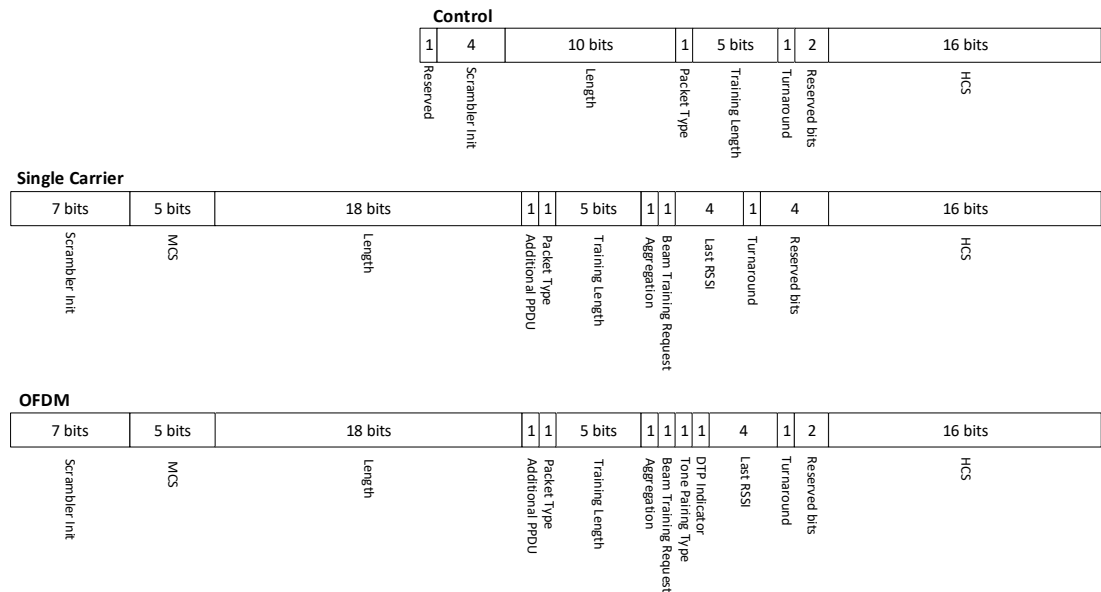 Control
1 4 10 bits 1 5 bits 1 2 16 bits
Reserved
Scrambler Init
Length
Packet Type
Training Length
Turnaround
Reserved bits
HCS
Single Carrier
7 bits 5 bits 18 bits 1 1 5 bits 1 1 4 1 4 16 bits
Scrambler Init
MCS
Length
Additional PPDU
Packet Type
Training Length
Aggregation
Beam Training Request
Last RSSI
Turnaround
Reserved bits
HCS
OFDM
7 bits 5 bits 18 bits 1 1 5 bits 1 1 1 1 4 1 2 16 bits
Scrambler Init
MCS
Length
Additional PPDU
Packet Type
Training Length
Aggregation
Beam Training Request
Tone Pairing Type
DTP Indicator
Last RSSI
Turnaround
Reserved bits
HCS